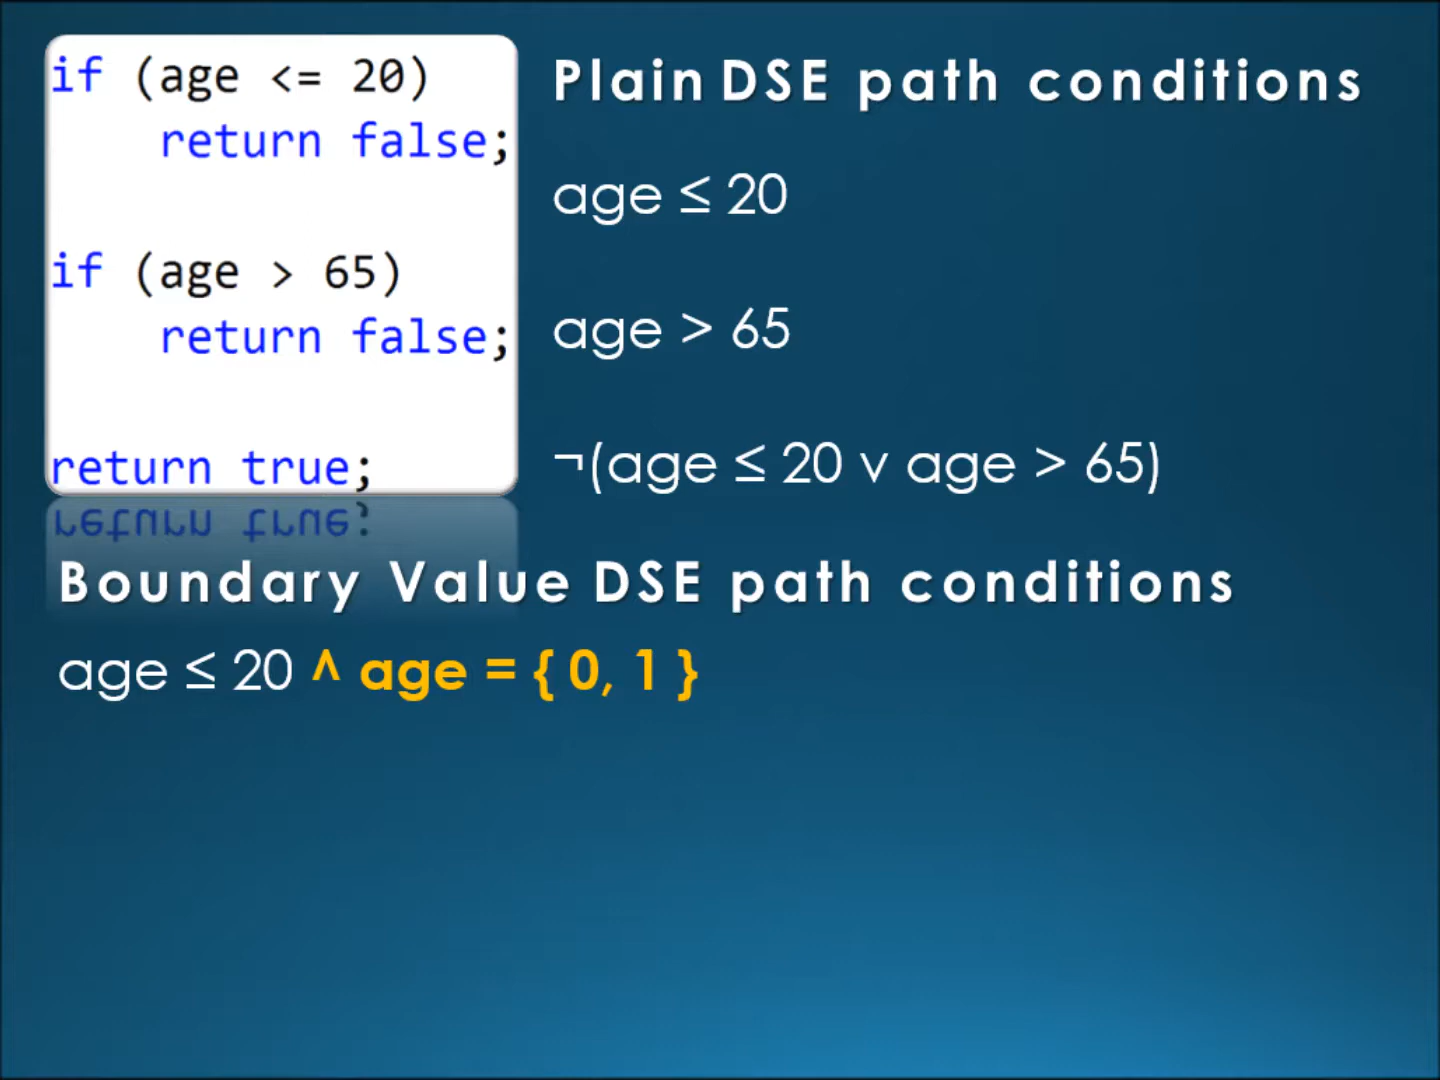 if (age <= 20)
return false;
if (age > 65)
return false;
return true;
Plain DSE path conditions
age ≤ 20
age > 65
¬(age ≤ 20 v age > 65)
Boundary Value DSE path conditions
age ≤ 20 ^ age = { 0, 1 }